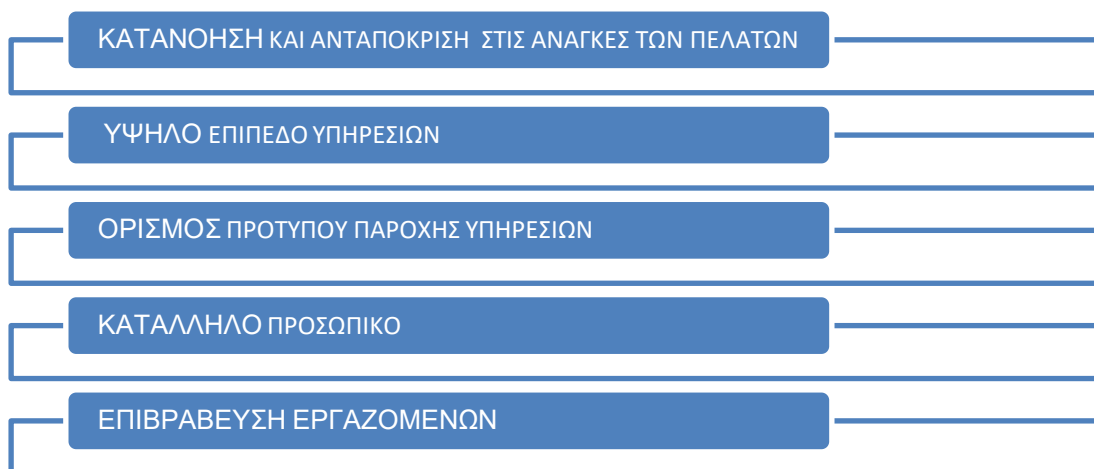 ΚΑΤΑΝΟΗΣΗ ΚΑΙ ΑΝΤΑΠΟΚΡΙΣΗ ΣΤΙΣ ΑΝΑΓΚΕΣ ΤΩΝ ΠΕΛΑΤΩΝ
ΥΨΗΛΟ ΕΠΙΠΕΔΟ ΥΠΗΡΕΣΙΩΝ
ΟΡΙΣΜΟΣ ΠΡΟΤΥΠΟΥ ΠΑΡΟΧΗΣ ΥΠΗΡΕΣΙΩΝ
ΚΑΤΑΛΛΗΛΟ ΠΡΟΣΩΠΙΚΟ
ΕΠΙΒΡΑΒΕΥΣΗ ΕΡΓΑΖΟΜΕΝΩΝ